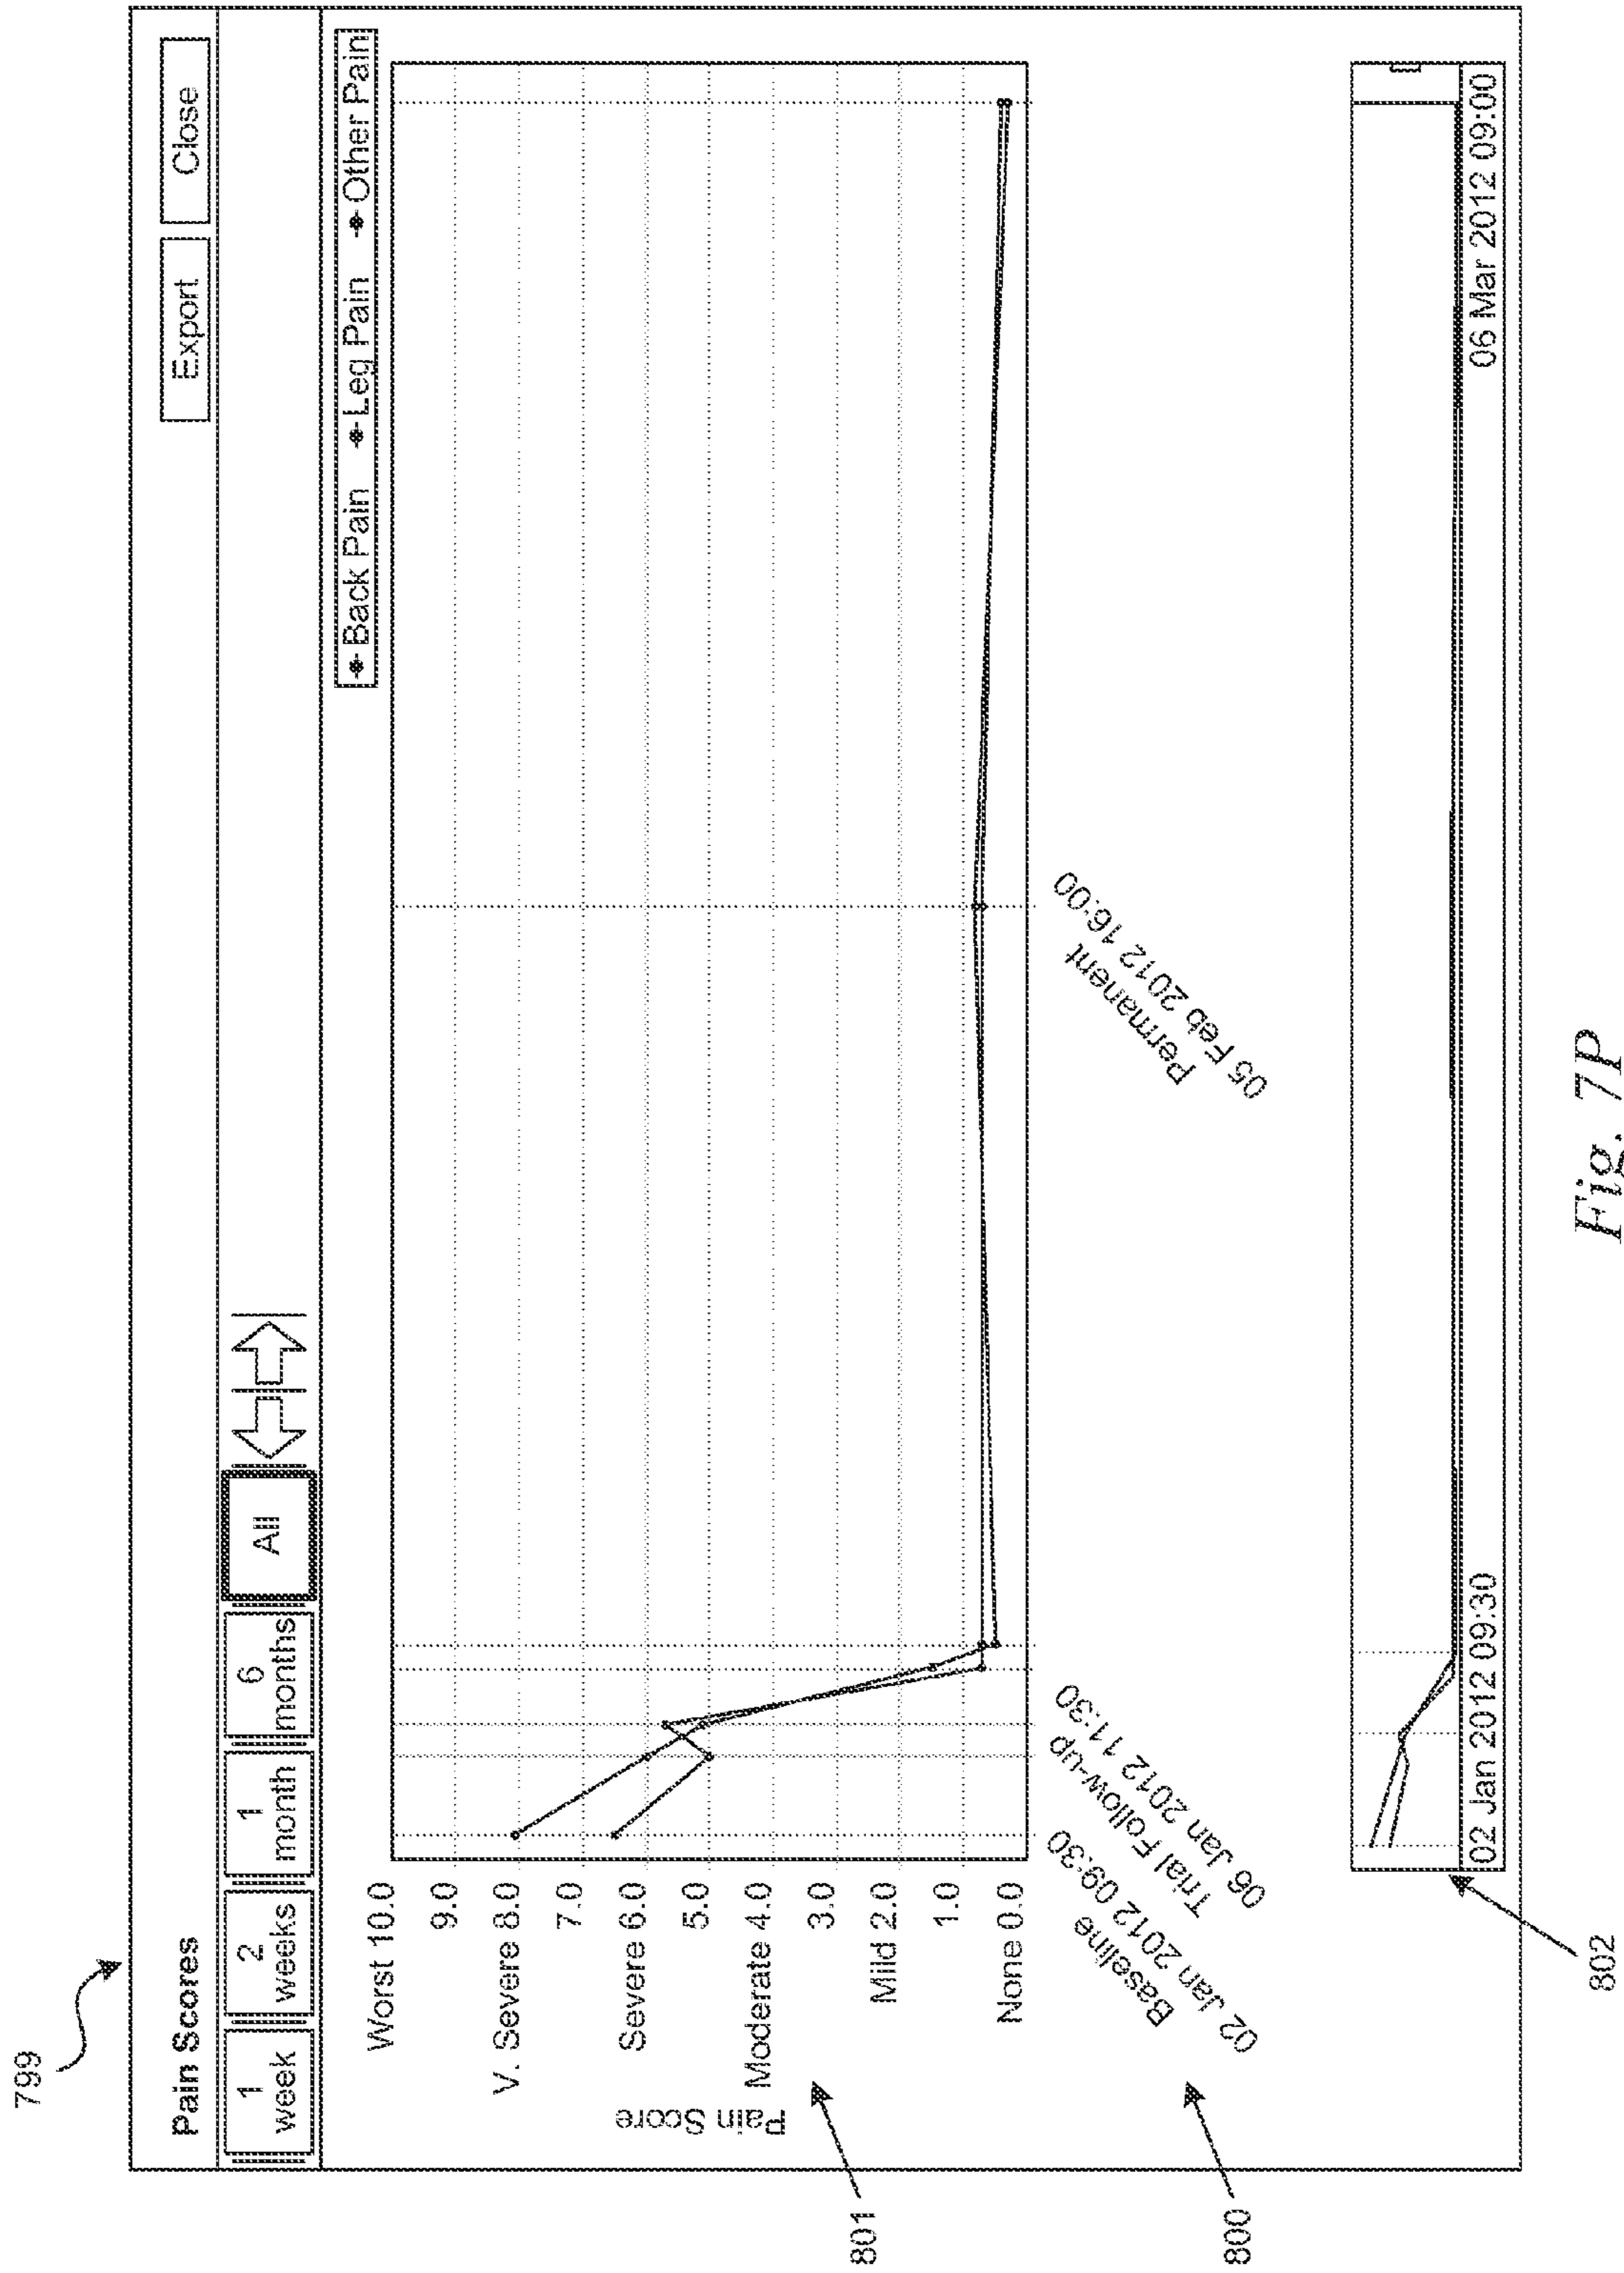 799
Pain Scores
Export
Close
1 week
2 weeks
1 month
6 months
All
Back Pain Leg Pain Other Pain
Worst 10.0
9.0
V. Severe 8.0
7.0
Severe 6.0
5.0
Moderate 4.0
3.0
Mild 2.0
1.0
None 0.0
Pain Score
801
Baseline
02 Jan 2012 09:30
Trial Follow-up
06 Jan 2012 11:30
Permanent
05 Feb 2012 16:00
800
02 Jan 2012 09:30
06 Mar 2012 09:00
802
Fig. 7P